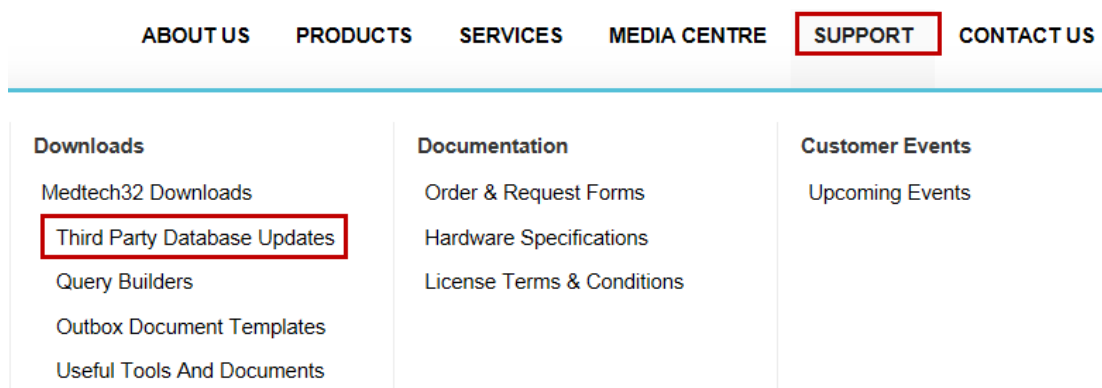 ABOUT US PRODUCTS SERVICES MEDIA CENTRE SUPPORT CONTACT US
Downloads
Medtech32 Downloads
Third Party Database Updates
Query Builders
Outbox Document Templates
Useful Tools And Documents
Documentation
Order & Request Forms
Hardware Specifications
License Terms & Conditions
Customer Events
Upcoming Events